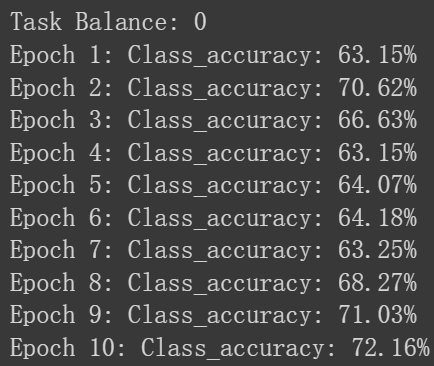 Task Balance: 0
Epoch 1: Class_accuracy: 63.15%
Epoch 2: Class_accuracy: 70.62%
Epoch 3: Class_accuracy: 66.63%
Epoch 4: Class_accuracy: 63.15%
Epoch 5: Class_accuracy: 64.07%
Epoch 6: Class_accuracy: 64.18%
Epoch 7: Class_accuracy: 63.25%
Epoch 8: Class_accuracy: 68.27%
Epoch 9: Class_accuracy: 71.03%
Epoch 10: Class_accuracy: 72.16%